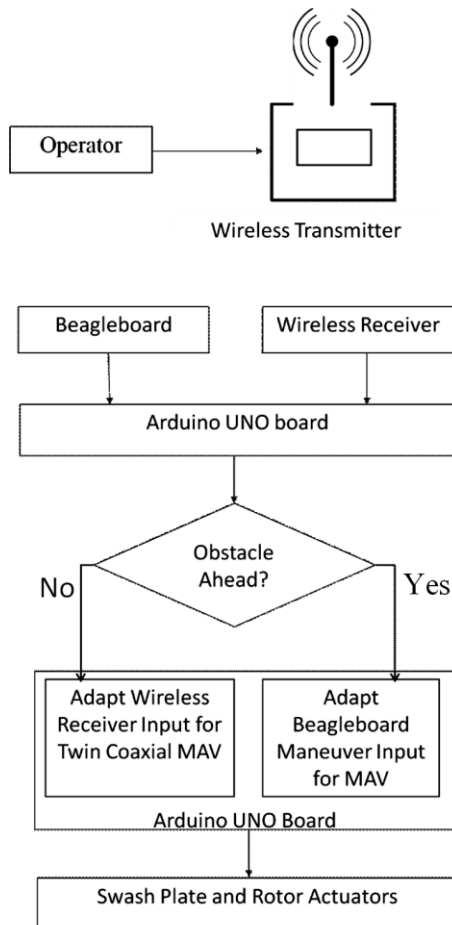 Operator
Wireless Transmitter
Beagleboard
Wireless Receiver
Arduino UNO board
Obstacle
Ahead?
No
Yes
Adapt Wireless
Receiver Input for
Twin Coaxial MAV
Adapt
Beagleboard
Maneuver Input
for MAV
Arduino UNO Board
Swash Plate and Rotor Actuators